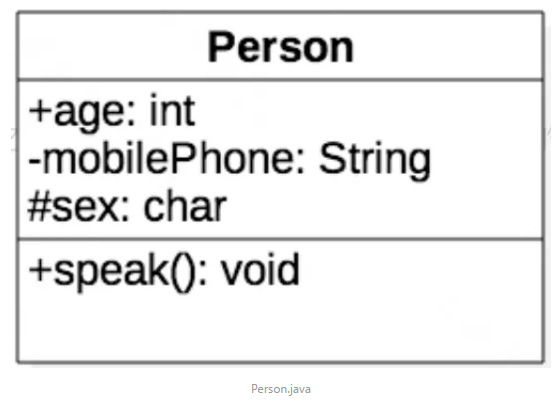 Person
+age: int
-mobilePhone: String
#sex: char
+speak(): void
Person.java